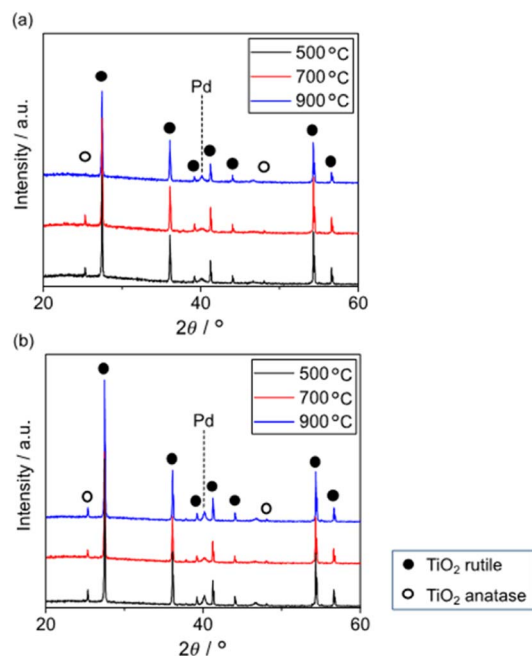 (a)
Pd
500 °C
700 °C
900 °C
Intensity / a.u.
20
40
60
2θ / °
(b)
Pd
500 °C
700 °C
900 °C
Intensity / a.u.
20
40
60
2θ / °
TiO₂ rutile
TiO₂ anatase